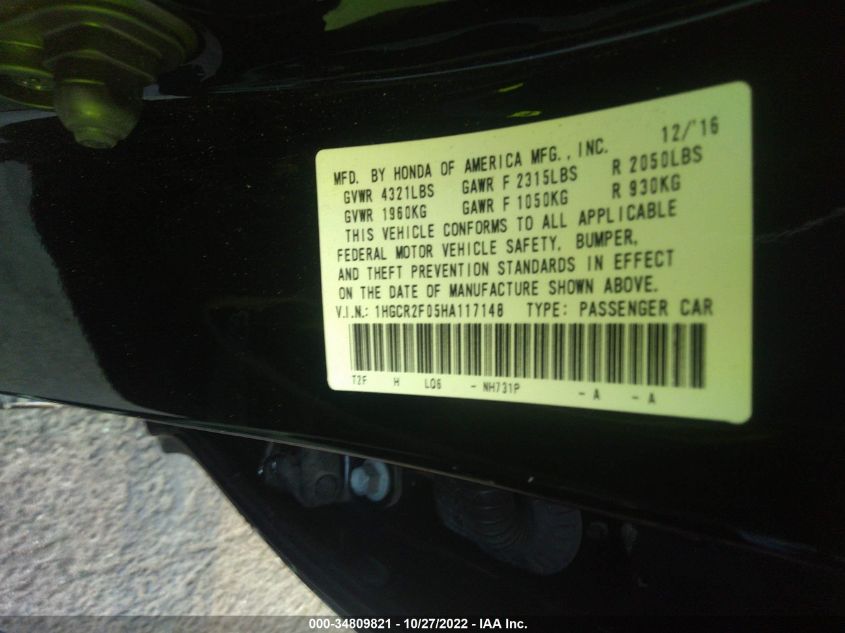 12/'16
MFD. BY HONDA OF AMERICA MFG., INC.
GVWR 4321LBS GAWR F 2315LBS R 2050LBS
GVWR 1960KG GAWR F 1050KG R 930KG
THIS VEHICLE CONFORMS TO ALL APPLICABLE
FEDERAL MOTOR VEHICLE SAFETY, BUMPER,
AND THEFT PREVENTION STANDARDS IN EFFECT
ON THE DATE OF MANUFACTURE SHOWN ABOVE.
V.I.N.: 1HGCR2F05HA117148 TYPE: PASSENGER CAR
T2F H LQ6 - NH731P - A - A
000-34809821 - 10/27/2022 - IAA Inc.